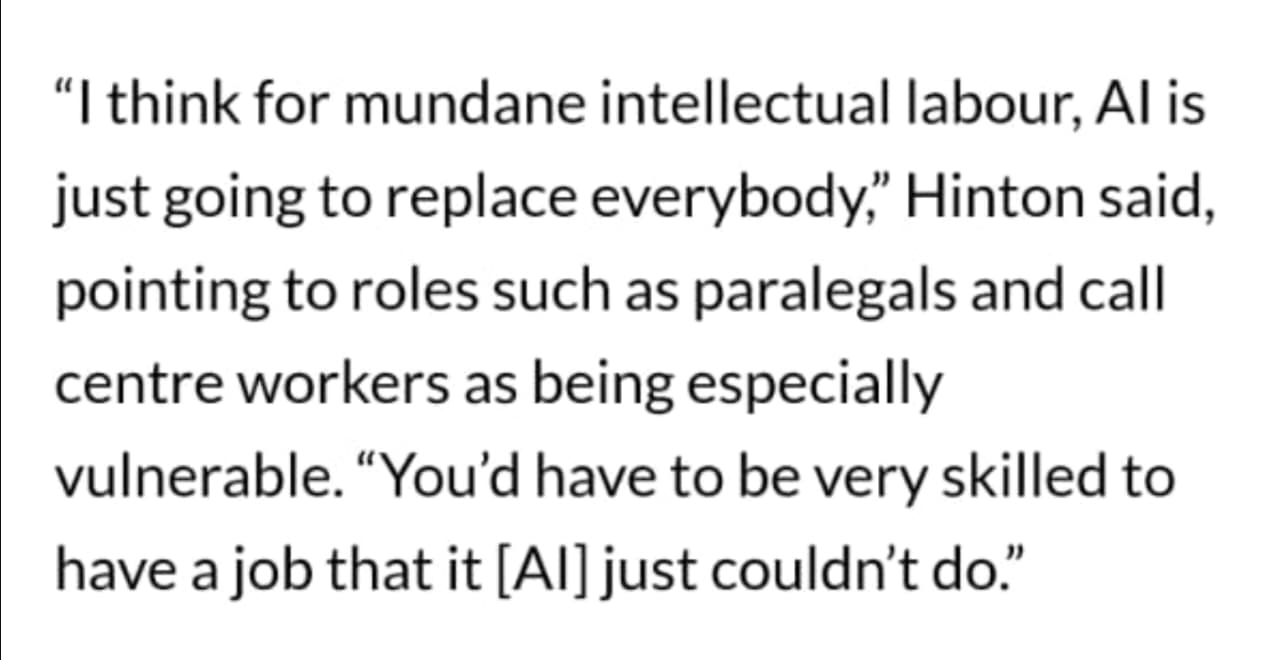 “I think for mundane intellectual labour, AI is
just going to replace everybody,” Hinton said,
pointing to roles such as paralegals and call
centre workers as being especially
vulnerable. “You’d have to be very skilled to
have a job that it [AI] just couldn’t do.”